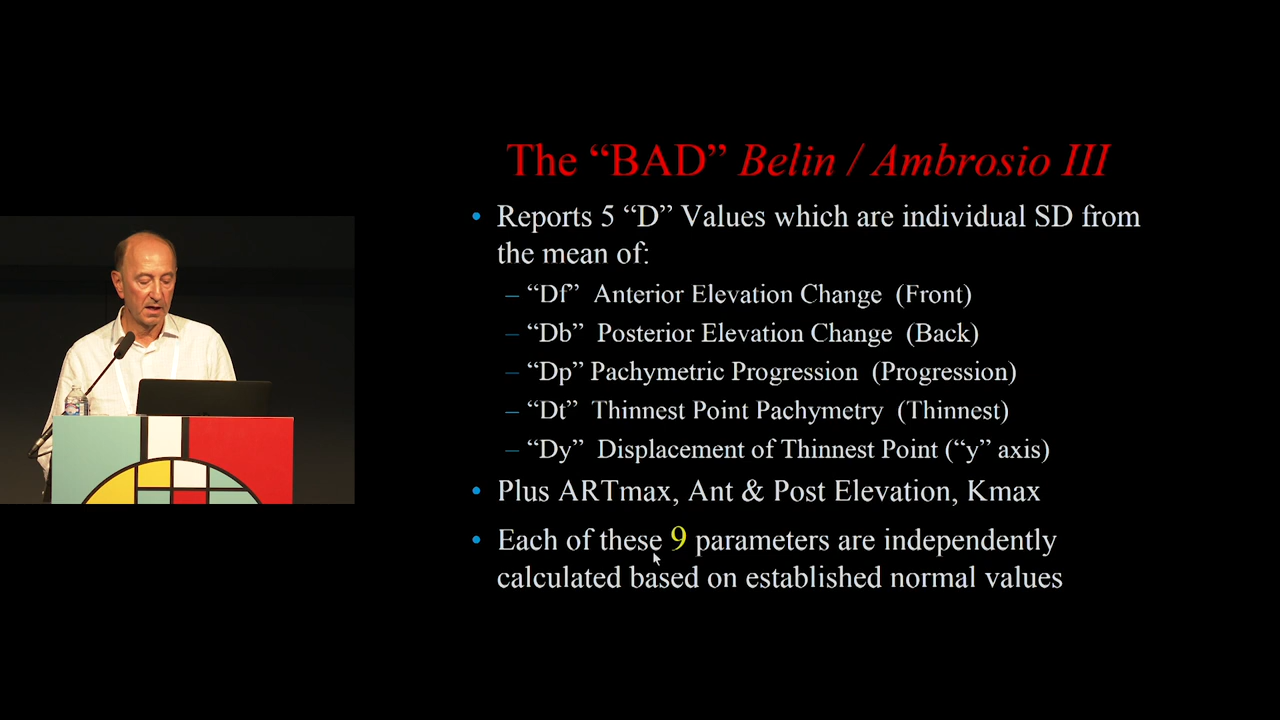 The “BAD” Belin / Ambrosio III
• Reports 5 “D” Values which are individual SD from
the mean of:
– “Df” Anterior Elevation Change (Front)
– “Db” Posterior Elevation Change (Back)
– “Dp” Pachymetric Progression (Progression)
– “Dt” Thinnest Point Pachymetry (Thinnest)
– “Dy” Displacement of Thinnest Point (“y” axis)
• Plus ARTmax, Ant & Post Elevation, Kmax
• Each of these 9 parameters are independently
calculated based on established normal values